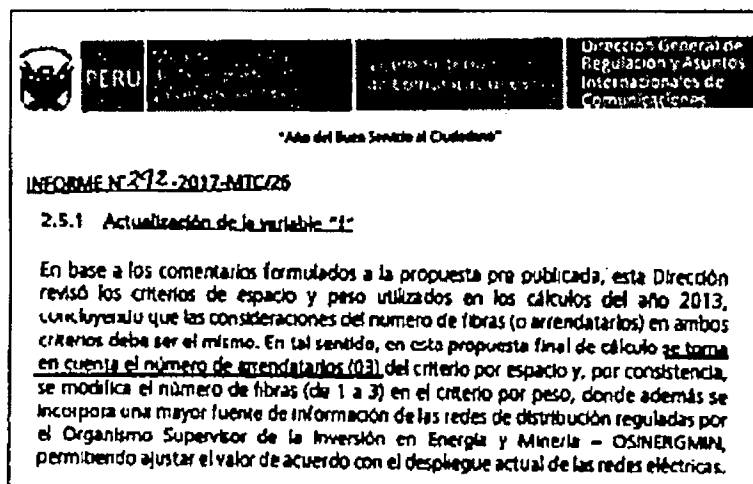 PERU
Dirección General de
Regulación y Asuntos
Internacionales de
Comunicaciones
"Año del Buen Servicio al Ciudadano"
INFORME N° 292-2017-MTC/26
2.5.1 Actualización de la variable "f"
En base a los comentarios formulados a la propuesta pre publicada, esta Dirección
revisó los criterios de espacio y peso utilizados en los cálculos del año 2013,
concluyendo que las consideraciones del numero de fibras (o arrendatarios) en ambos
criterios debe ser el mismo. En tal sentido, en esta propuesta final de cálculo se toma
en cuenta el número de arrendatarios (03) del criterio por espacio y, por consistencia,
se modifica el número de fibras (de 1 a 3) en el criterio por peso, donde además se
incorpora una mayor fuente de información de las redes de distribución reguladas por
el Organismo Supervisor de la Inversión en Energía y Minería – OSINERGMIN,
permitiendo ajustar el valor de acuerdo con el despliegue actual de las redes eléctricas.